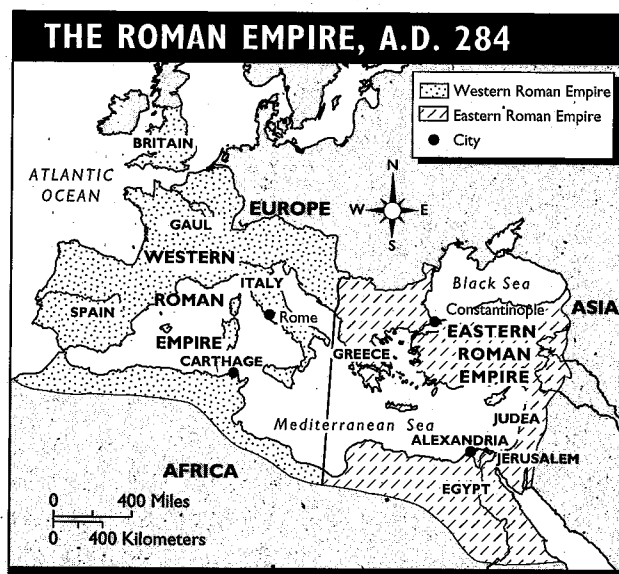 THE ROMAN EMPIRE, A.D. 284
Western Roman Empire
Eastern Roman Empire
City
BRITAIN
ATLANTIC
OCEAN
N
W E
S
EUROPE
GAUL
WESTERN
ITALY
Black Sea
ROMAN
SPAIN
Rome
Constantinople
ASIA
EMPIRE
EASTERN
GREECE
ROMAN
CARTHAGE
EMPIRE
JUDEA
Mediterranean Sea
ALEXANDRIA
JERUSALEM
AFRICA
EGYPT
0 400 Miles
0 400 Kilometers